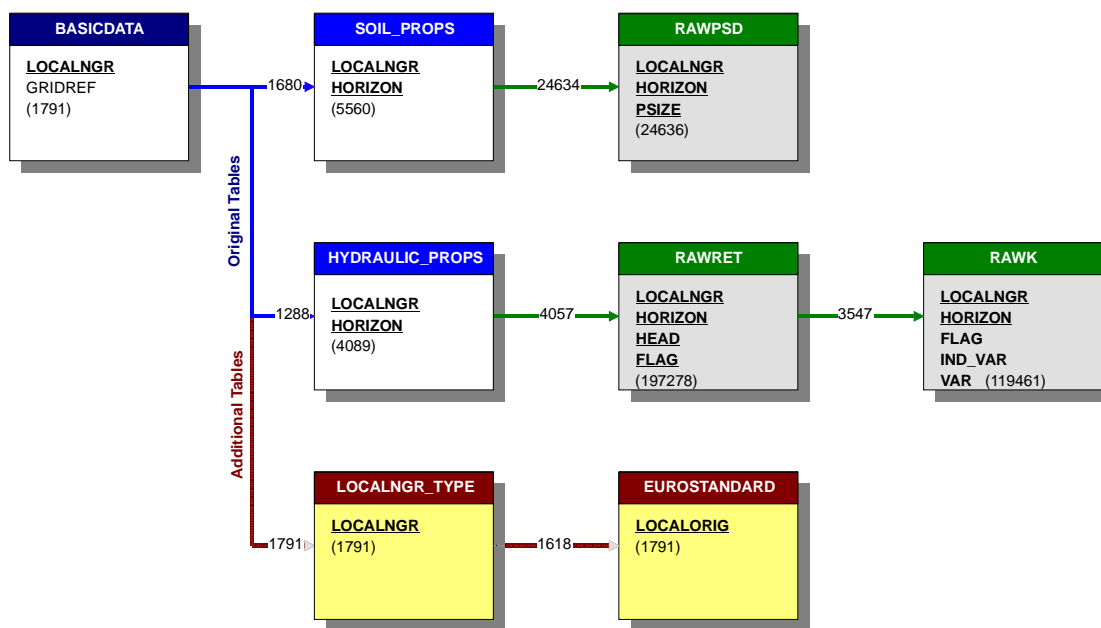 BASICDATA
LOCALNGR
GRIDREF
(1791)
1680
SOIL_PROPS
LOCALNGR
HORIZON
(5560)
24634
RAWPSD
LOCALNGR
HORIZON
PSIZE
(24636)
Original Tables
Additional Tables
1288
HYDRAULIC_PROPS
LOCALNGR
HORIZON
(4089)
4057
RAWRET
LOCALNGR
HORIZON
HEAD
FLAG
(197278)
3547
RAWK
LOCALNGR
HORIZON
FLAG
IND_VAR
VAR (119461)
1791
LOCALNGR_TYPE
LOCALNGR
(1791)
1618
EUROSTANDARD
LOCALORIG
(1791)